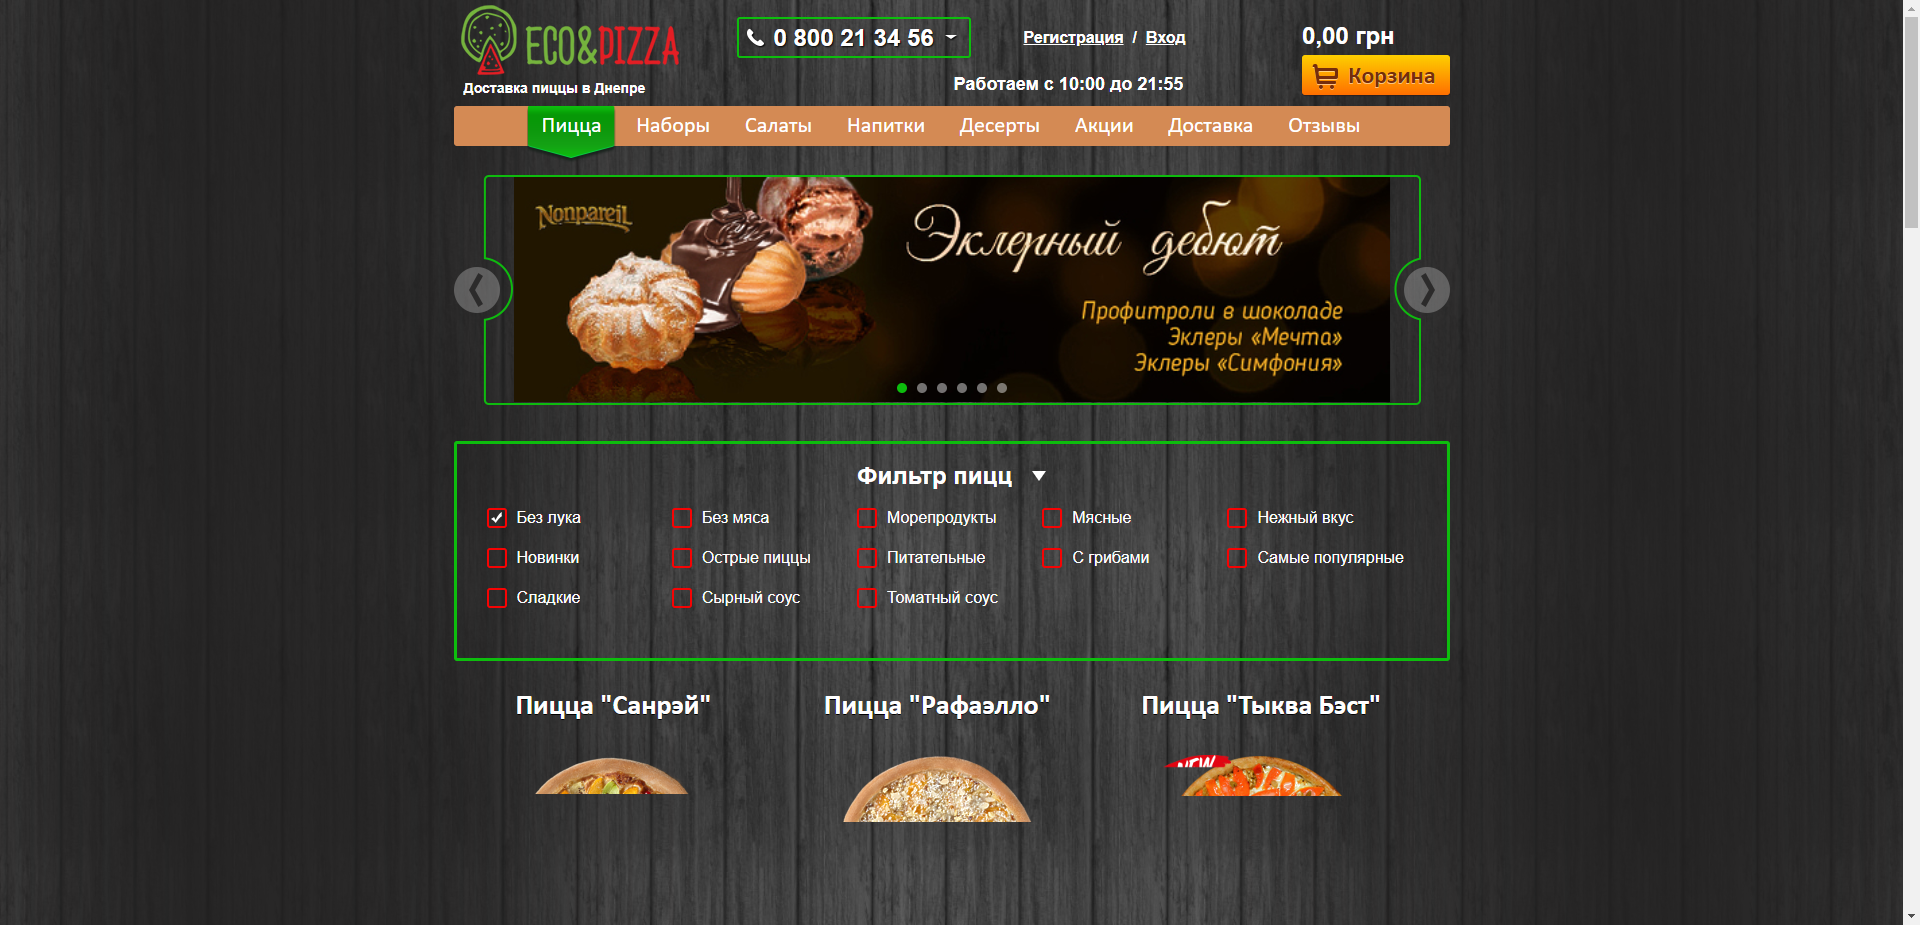 ECO&PIZZA
Доставка пиццы в Днепре
0 800 21 34 56
Регистрация / Вход
Работаем с 10:00 до 21:55
0,00 грн
Корзина
Пицца Наборы Салаты Напитки Десерты Акции Доставка Отзывы
Nonpareil
Эклерный дебют
Профитроли в шоколаде
Эклеры «Мечта»
Эклеры «Симфония»
Фильтр пицц
Без лука Без мяса Морепродукты Мясные Нежный вкус
Новинки Острые пиццы Питательные С грибами Самые популярные
Сладкие Сырный соус Томатный соус
Пицца "Санрэй" Пицца "Рафаэлло" Пицца "Тыква Бэст"
NEW